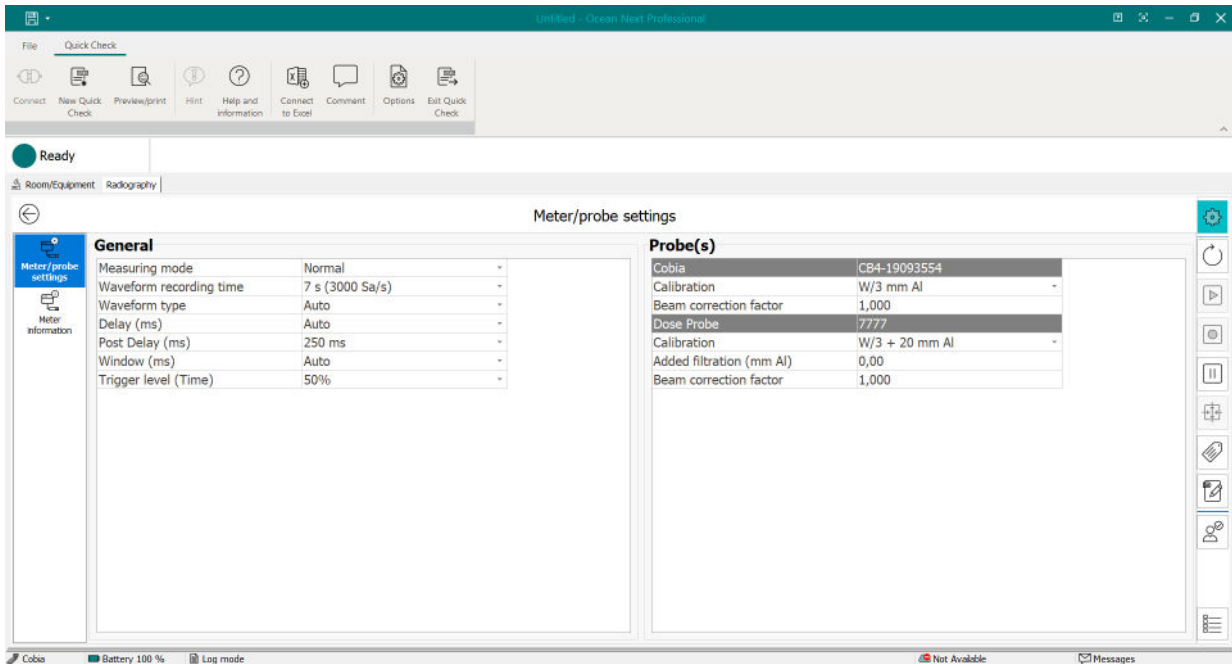 Untitled - Ocean Next Professional
File Quick Check
Connect
New Quick Check
Preview/print
Hint
Help and information
Connect to Excel
Comment
Options
Exit Quick Check
Ready
Room/Equipment Radiography
Meter/probe settings
Meter/probe settings
Meter information
General
Measuring mode Normal
Waveform recording time 7 s (3000 Sa/s)
Waveform type Auto
Delay (ms) Auto
Post Delay (ms) 250 ms
Window (ms) Auto
Trigger level (Time) 50%
Probe(s)
Cobia CB4-19093554
Calibration W/3 mm Al
Beam correction factor 1,000
Dose Probe 7777
Calibration W/3 + 20 mm Al
Added filtration (mm Al) 0,00
Beam correction factor 1,000
Cobia Battery 100 % Log mode Not Available Messages